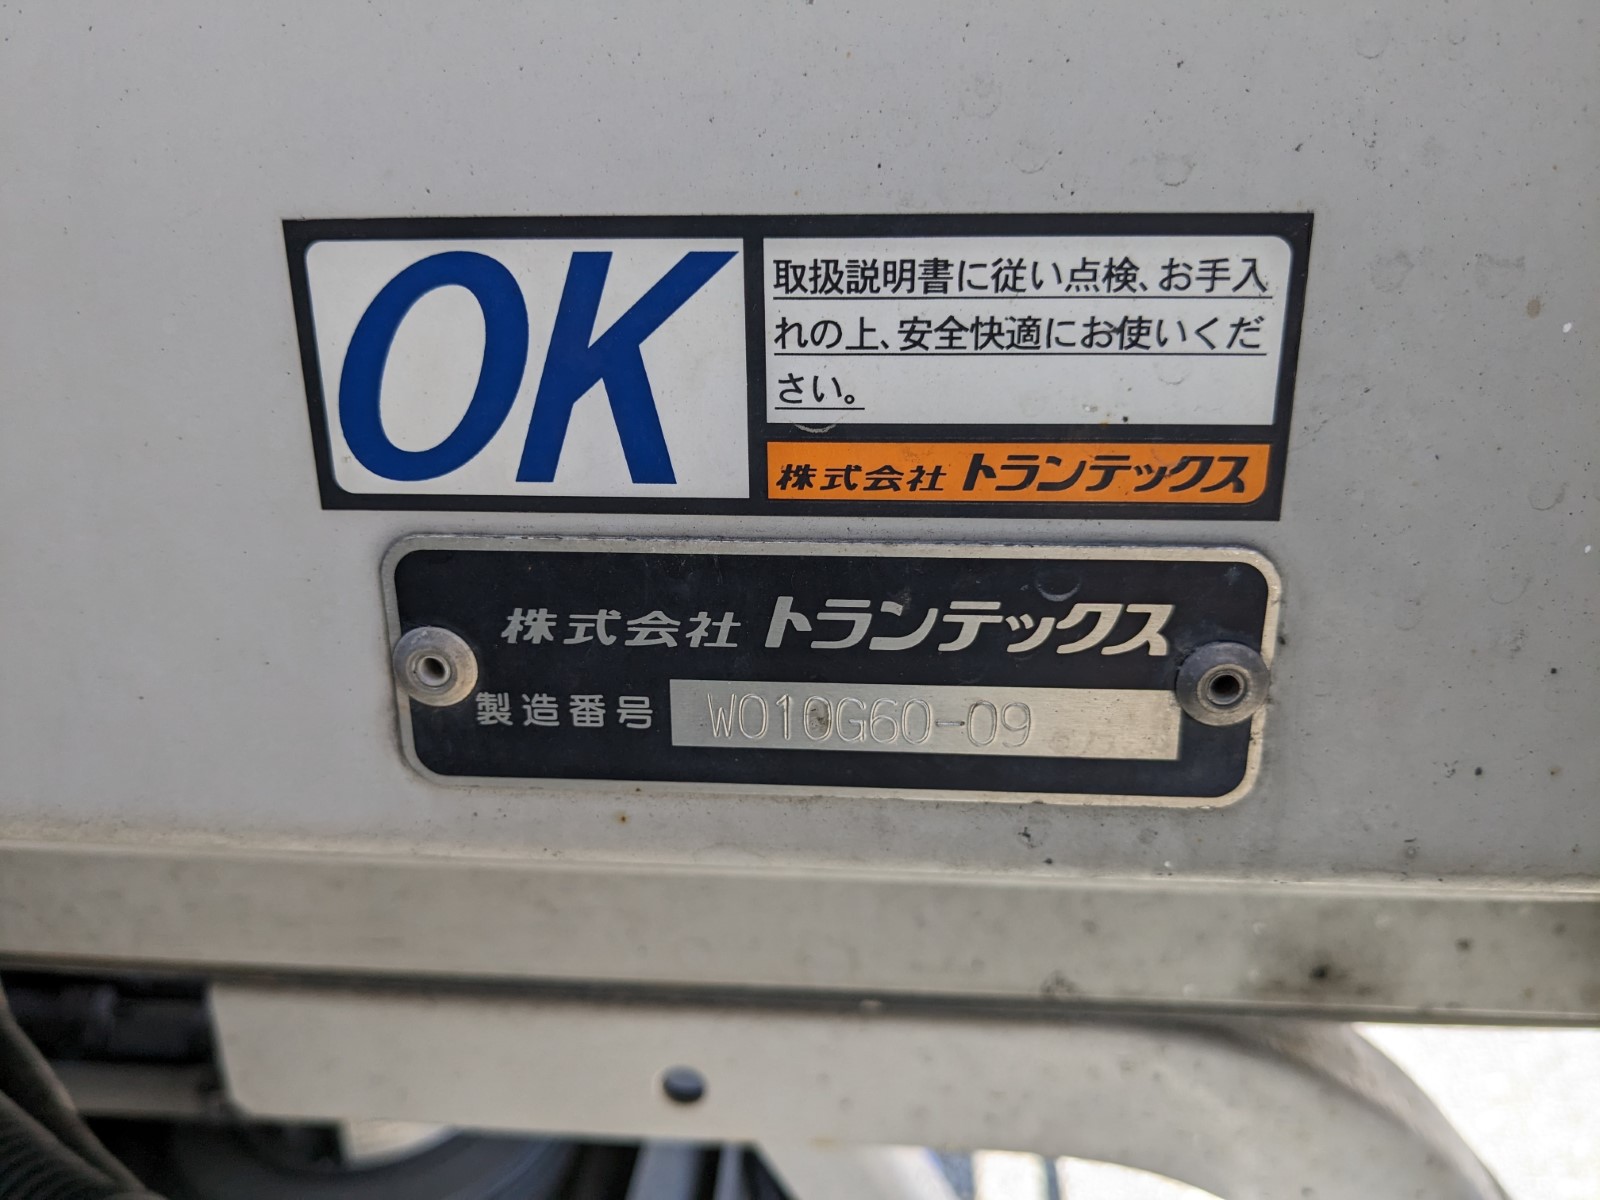 OK
取扱説明書に従い点検、お手入
れの上、安全快適にお使いくだ
さい。
株式会社 トランテックス
株式会社 トランテックス
製造番号 W010G60-09